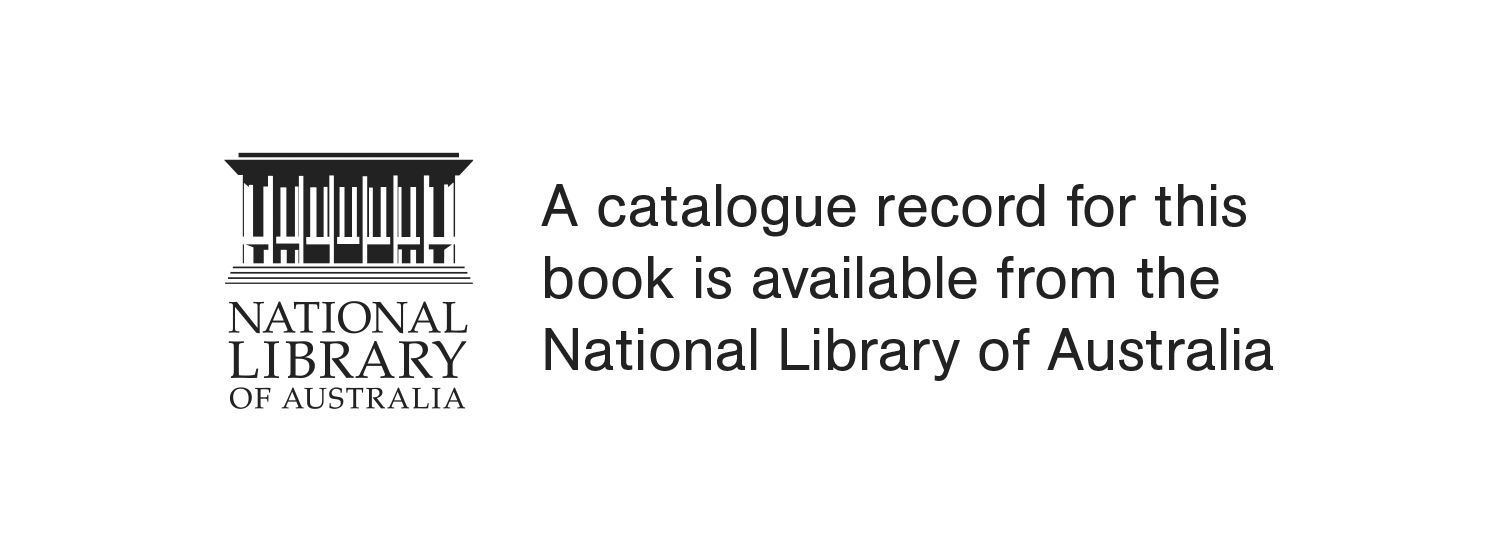 NATIONAL
LIBRARY
OF AUSTRALIA
A catalogue record for this
book is available from the
National Library of Australia